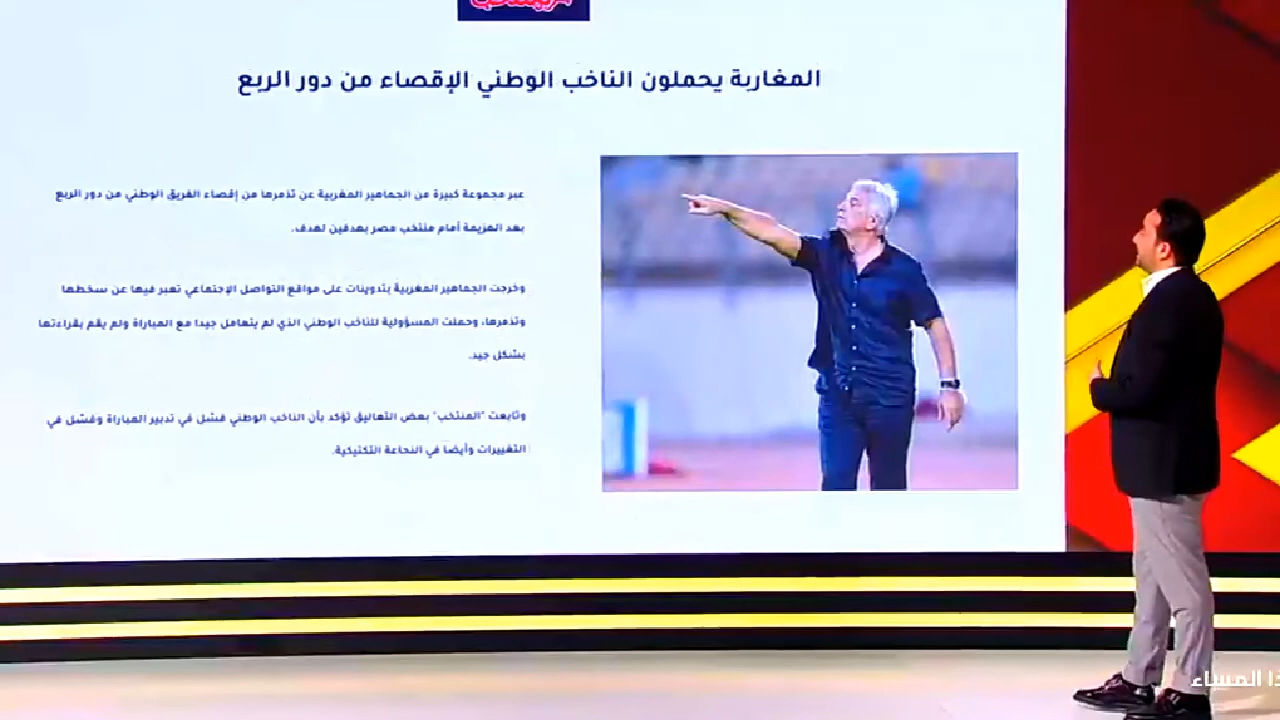 المغاربة يحملون الناخب الوطني الإقصاء من دور الربع
عبر مجموعة كبيرة من الجماهير المغربية عن تذمرها من إقصاء الفريق الوطني من دور الربع
بعد الهزيمة أمام منتخب مصر بهدفين لهدف.
وخرجت الجماهير المغربية بتدوينات على مواقع التواصل الإجتماعي تعبر فيها عن سخطها
وتذمرها، وحملت المسؤولية للناخب الوطني الذي لم يتعامل جيدا مع المباراة ولم يقم بقراءتها
بشكل جيد.
وتابعت "المنتخب" بعض التعاليق تؤكد بأن الناخب الوطني فشل في تدبير المباراة وفشل في
التغييرات وأيضا في النجاعة التكتيكية.
المساء